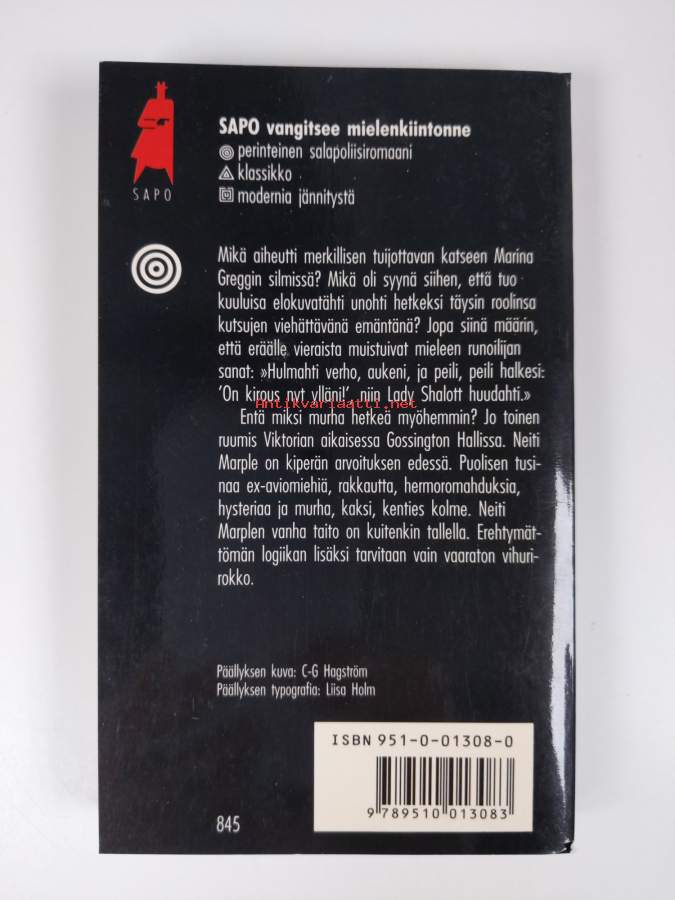 SAPO
SAPO vangitsee mielenkiintonne
perinteinen salapoliisiromaani
klassikko
modernia jännitystä
Mikä aiheutti merkillisen tuijottavan katseen Marina
Greggin silmissä? Mikä oli syynä siihen, että tuo
kuuluisa elokuvatähti unohti hetkeksi täysin roolinsa
kutsujen viehättävänä emäntänä? Jopa siinä määrin,
että eräälle vieraista muistuivat mieleen runoilijan
sanat: »Hulmahti verho, aukeni, ja peili, peili halkesi:
'On kirous nyt ylläni!', niin Lady Shalott huudahti.»
Antikvariaatti.net
Entä miksi murha hetkeä myöhemmin? Jo toinen
ruumis Viktorian aikaisessa Gossington Hallissa. Neiti
Marple on kiperän arvoituksen edessä. Puolisen tusi-
naa ex-aviomiehiä, rakkautta, hermoromahduksia,
hysteriaa ja murha, kaksi, kenties kolme. Neiti
Marplen vanha taito on kuitenkin tallella. Erehtymät-
tömän logiikan lisäksi tarvitaan vain vaaraton vihuri-
rokko.
Päällyksen kuva: C-G Hagström
Päällyksen typografia: Liisa Holm
ISBN 951-0-01308-0
9 789510 013083
845